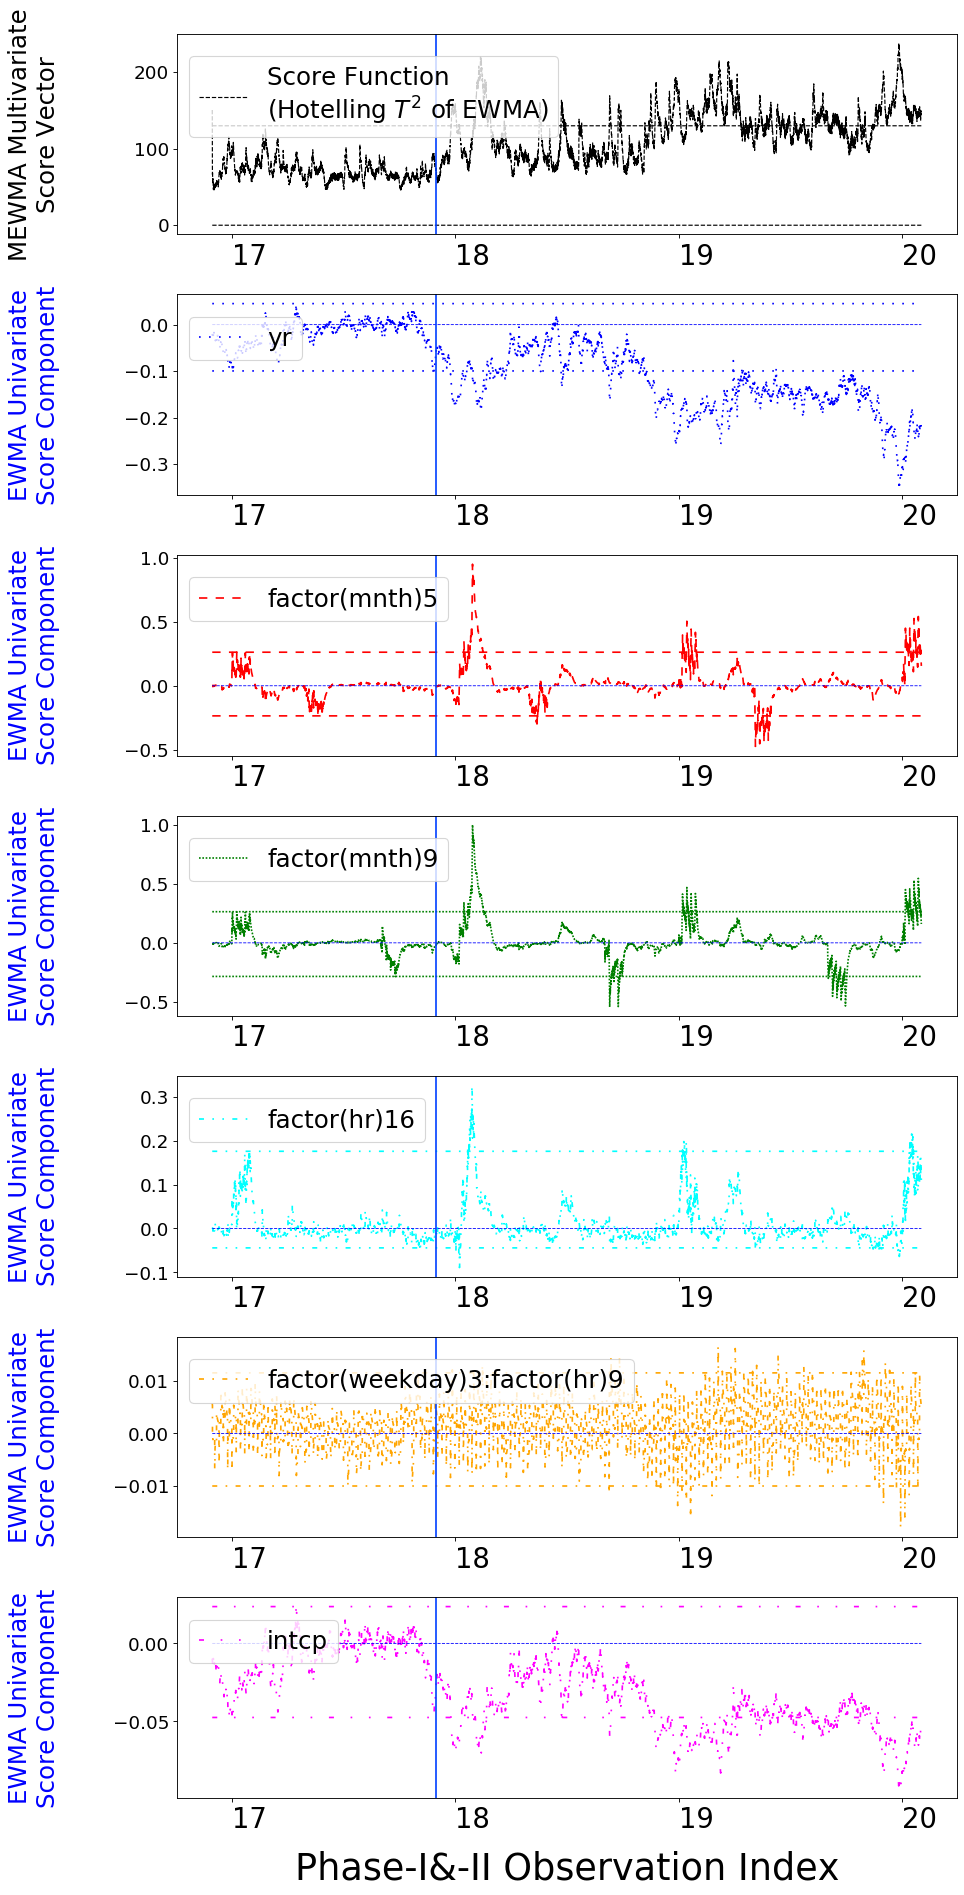 MEWMA Multivariate
Score Vector
200
100
0
Score Function
(Hotelling T² of EWMA)
17 18 19 20
EWMA Univariate
Score Component
0.0
−0.1
−0.2
−0.3
yr
17 18 19 20
EWMA Univariate
Score Component
1.0
0.5
0.0
−0.5
factor(mnth)5
17 18 19 20
EWMA Univariate
Score Component
1.0
0.5
0.0
−0.5
factor(mnth)9
17 18 19 20
EWMA Univariate
Score Component
0.3
0.2
0.1
0.0
−0.1
factor(hr)16
17 18 19 20
EWMA Univariate
Score Component
0.01
0.00
−0.01
factor(weekday)3:factor(hr)9
17 18 19 20
EWMA Univariate
Score Component
0.00
−0.05
intcp
17 18 19 20
Phase-I&-II Observation Index